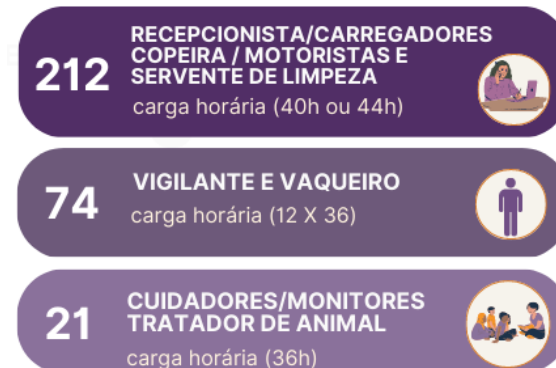 212
RECEPCIONISTA/CARREGADORES
COPEIRA / MOTORISTAS E
SERVENTE DE LIMPEZA
carga horária (40h ou 44h)
74
VIGILANTE E VAQUEIRO
carga horária (12 X 36)
21
CUIDADORES/MONITORES
TRATADOR DE ANIMAL
carga horária (36h)